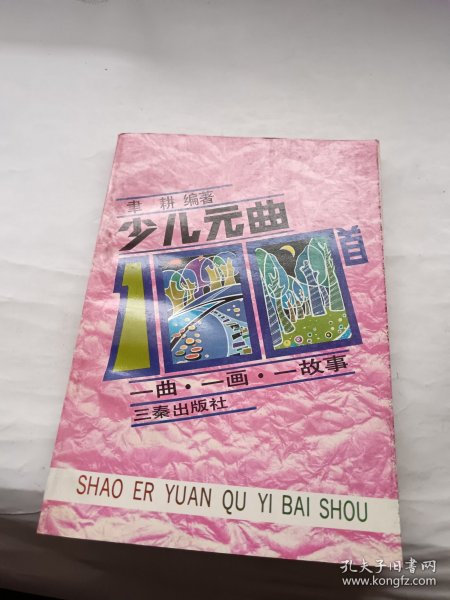 聿 耕 编著
少儿元曲
100首
一曲·一画·一故事
三秦出版社
SHAO ER YUAN QU YI BAI SHOU
孔夫子旧书网
www.kongfz.com